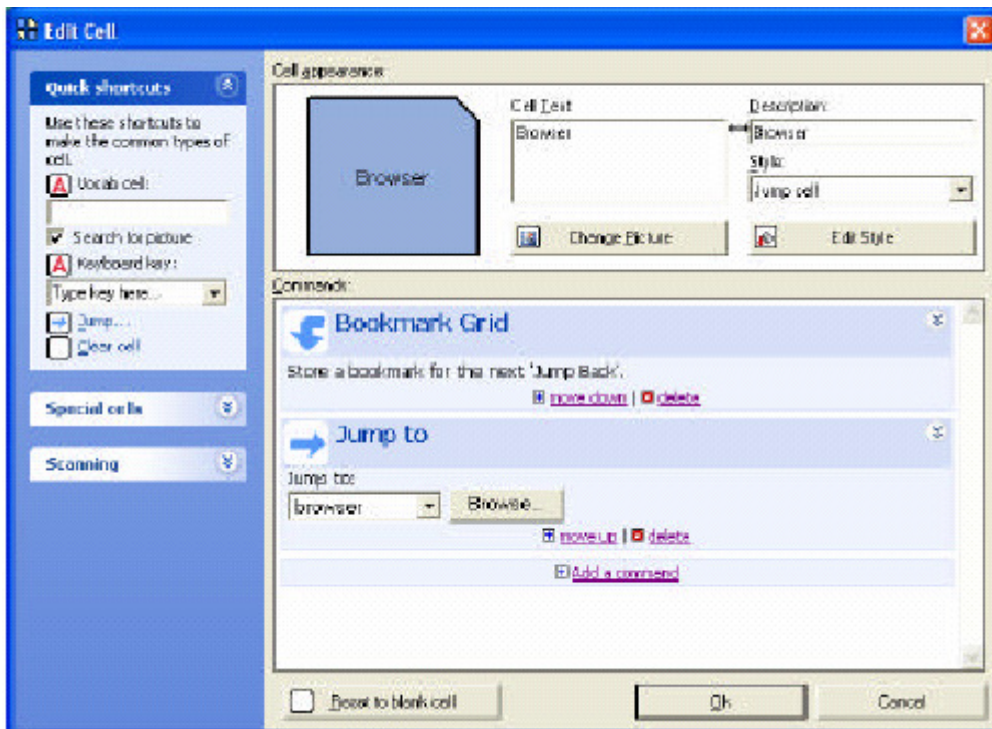 Edit Cell
Quick shortcuts
Use these shortcuts to
make the common types of
cell.
A Vocab cell:
Search for picture
A Keyboard key:
Type key here...
Jump...
Clear cell
Special cells
Scanning
Cell appearance:
Browser
Cell Text
Browser
Description:
Browser
Style:
Jump cell
Change Picture
Edit Style
Commands:
Bookmark Grid
Store a bookmark for the next 'Jump Back'.
move down | delete
Jump to
Jump to:
browser
Browse...
move up | delete
Add a command
Reset to blank cell
Ok
Cancel